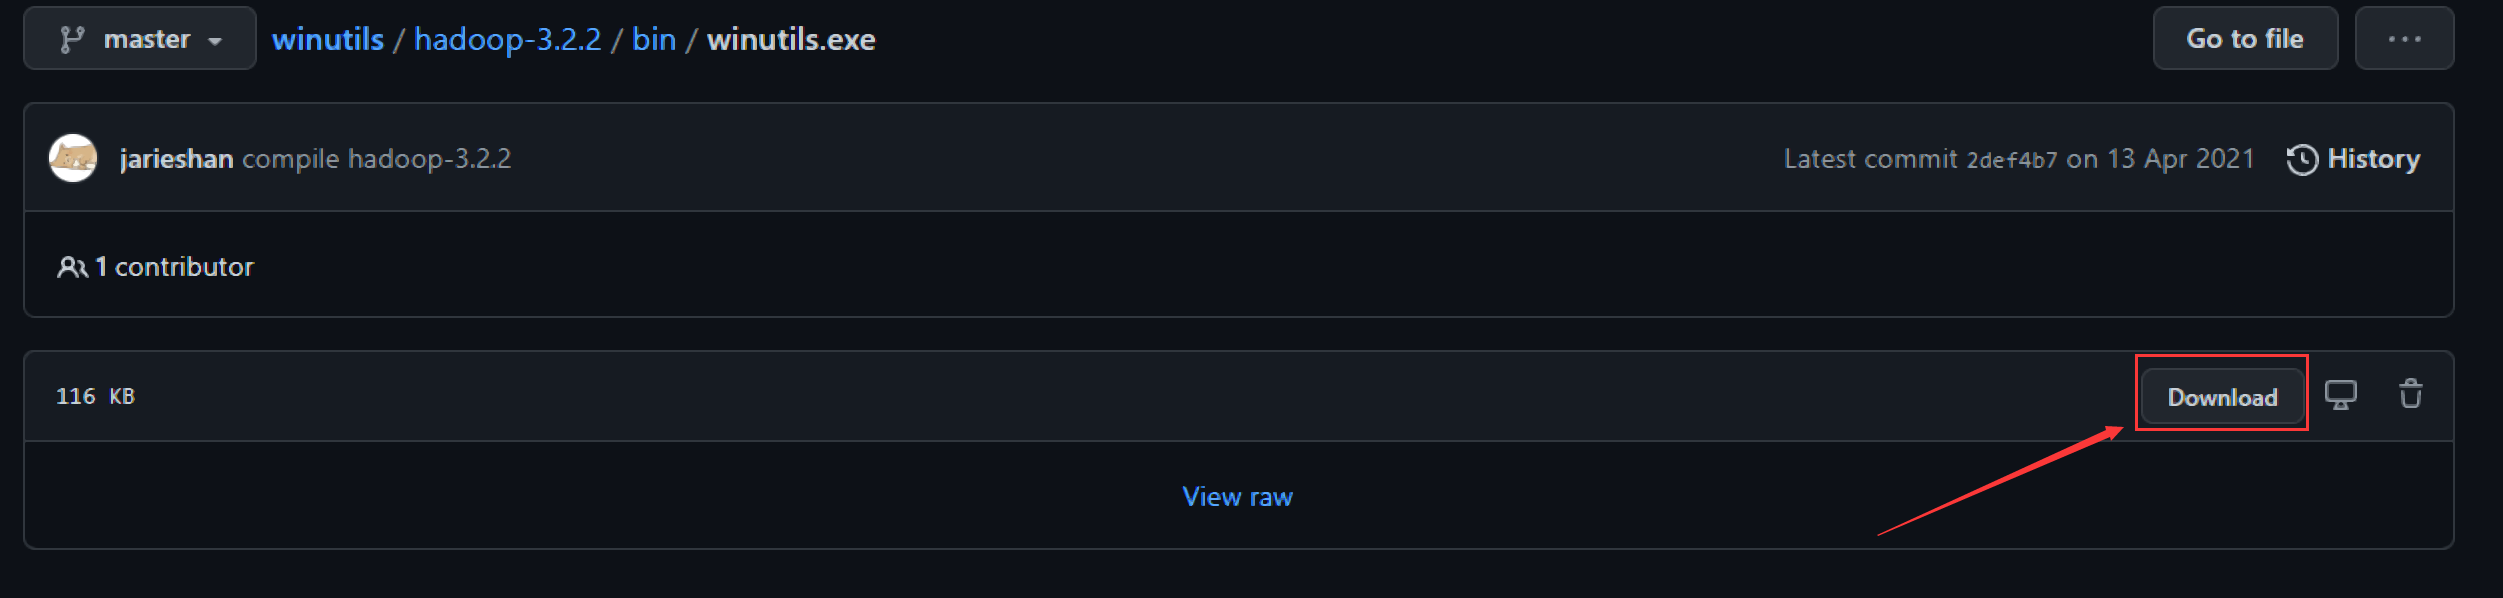 master winutils / hadoop-3.2.2 / bin / winutils.exe Go to file ...
jarieshan compile hadoop-3.2.2 Latest commit 2def4b7 on 13 Apr 2021 History
1 contributor
116 KB Download
View raw